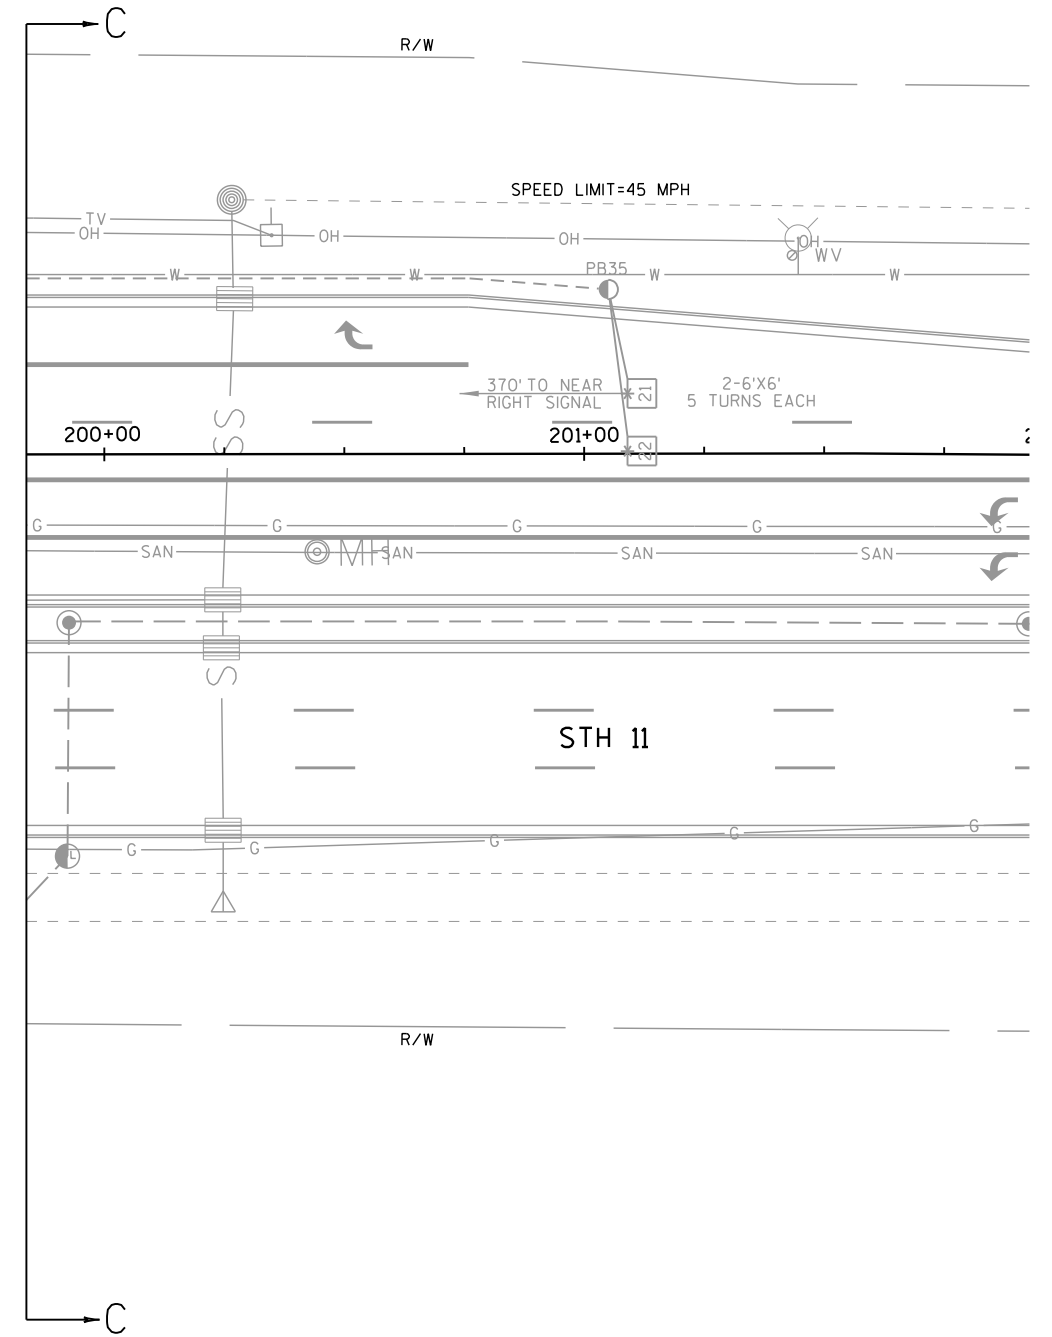 C
R/W
SPEED LIMIT=45 MPH
TV
OH OH OH OH
WV
W W W W
PB35
370' TO NEAR
RIGHT SIGNAL
21
2-6'X6'
5 TURNS EACH
S
S
200+00 201+00
22
G G G G G
SAN MH SAN SAN SAN
S
STH 11
G G G G G
L
R/W
C